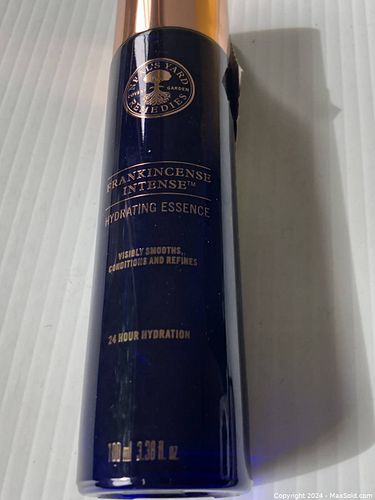 NEAL'S YARD
COVENT GARDEN
REMEDIES
FRANKINCENSE
INTENSE™
HYDRATING ESSENCE
VISIBLY SMOOTHS,
CONDITIONS AND REFINES
24 HOUR HYDRATION
100 ml 3.38 fl. oz
Copyright 2024 - MaxSold.com